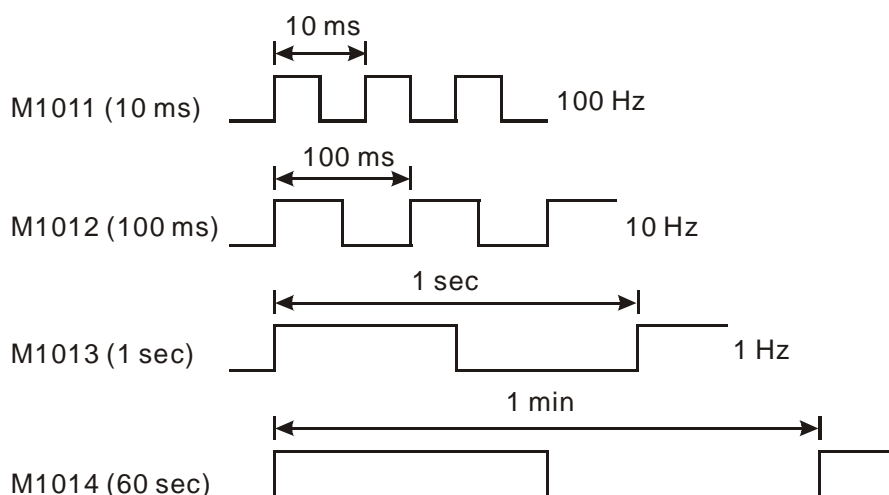 10 ms
M1011 (10 ms)
100 Hz
100 ms
M1012 (100 ms)
10 Hz
1 sec
M1013 (1 sec)
1 Hz
1 min
M1014 (60 sec)